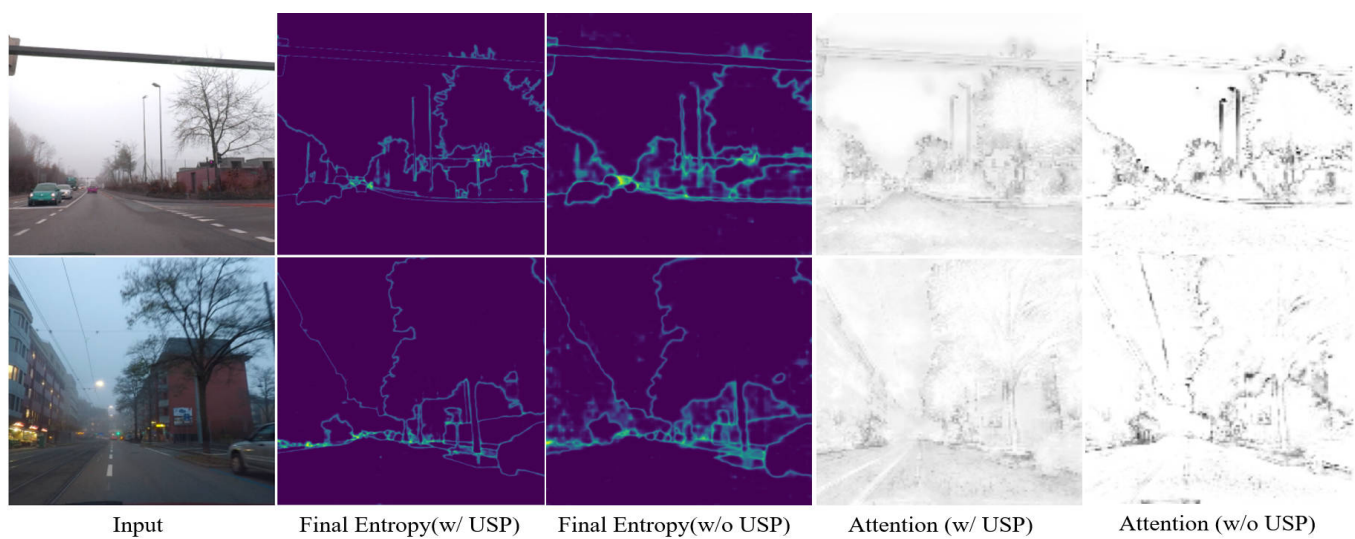 Input
Final Entropy(w/ USP)
Final Entropy(w/o USP)
Attention (w/ USP)
Attention (w/o USP)